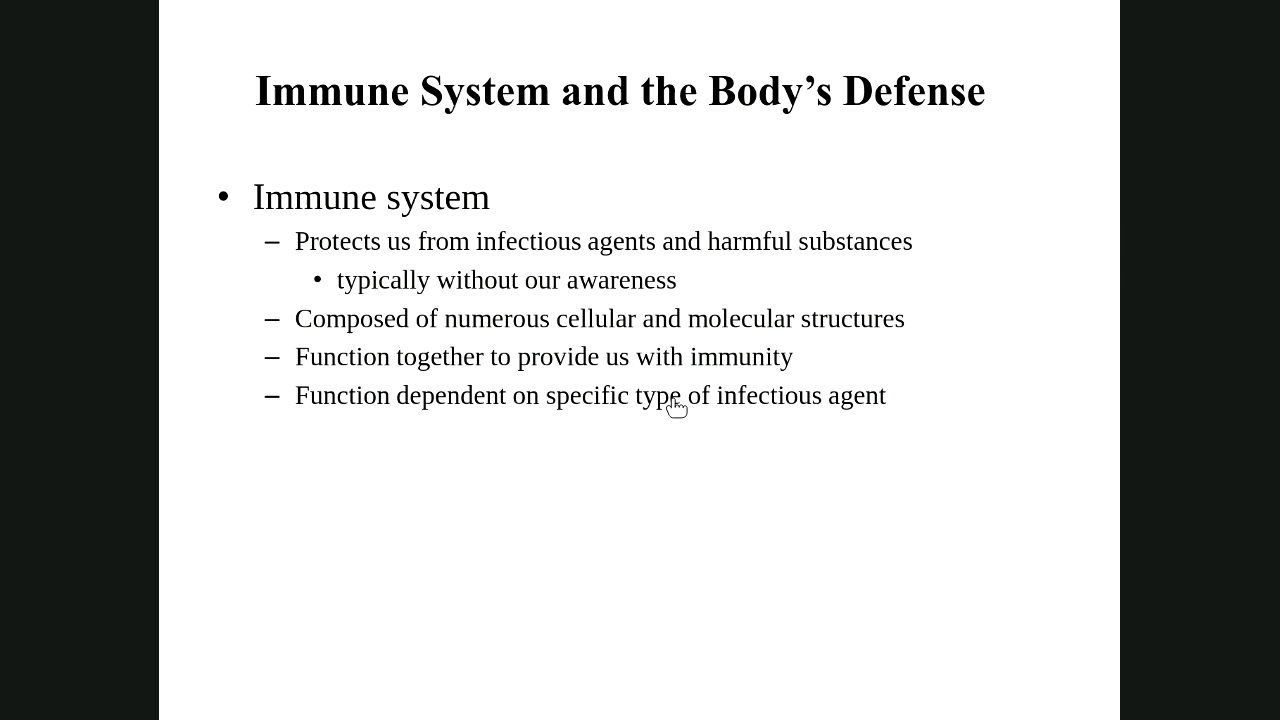 Immune System and the Body’s Defense
• Immune system
– Protects us from infectious agents and harmful substances
• typically without our awareness
– Composed of numerous cellular and molecular structures
– Function together to provide us with immunity
– Function dependent on specific type of infectious agent